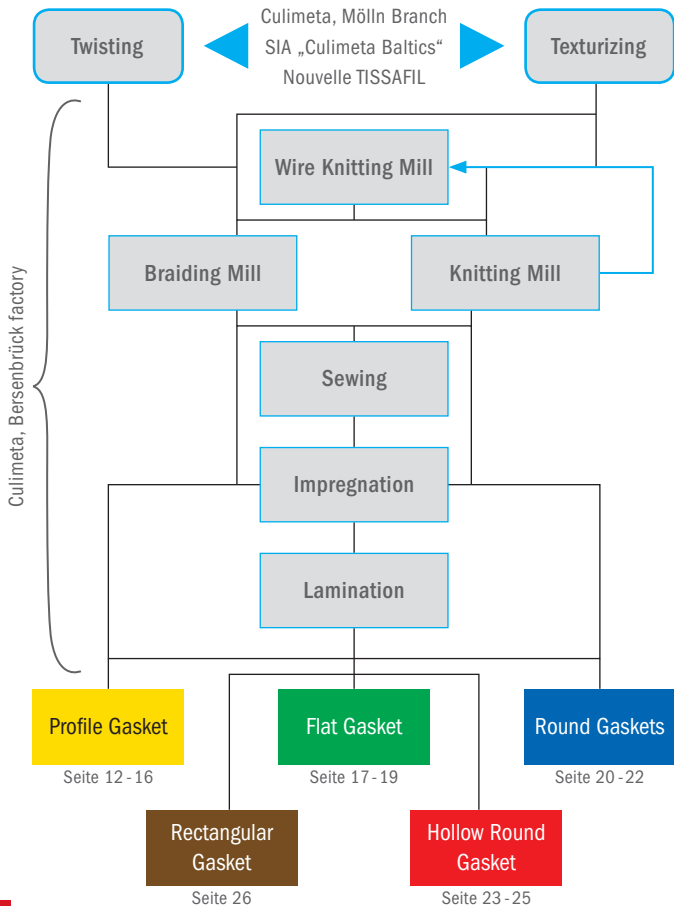 Culimeta, Mölln Branch
Twisting
SIA „Culimeta Baltics“
Texturizing
Nouvelle TISSAFIL
Wire Knitting Mill
Braiding Mill
Knitting Mill
Culimeta, Bersenbrück factory
Sewing
Impregnation
Lamination
Profile Gasket
Flat Gasket
Round Gaskets
Seite 12 - 16
Seite 17 - 19
Seite 20 - 22
Rectangular
Gasket
Hollow Round
Gasket
Seite 26
Seite 23 - 25